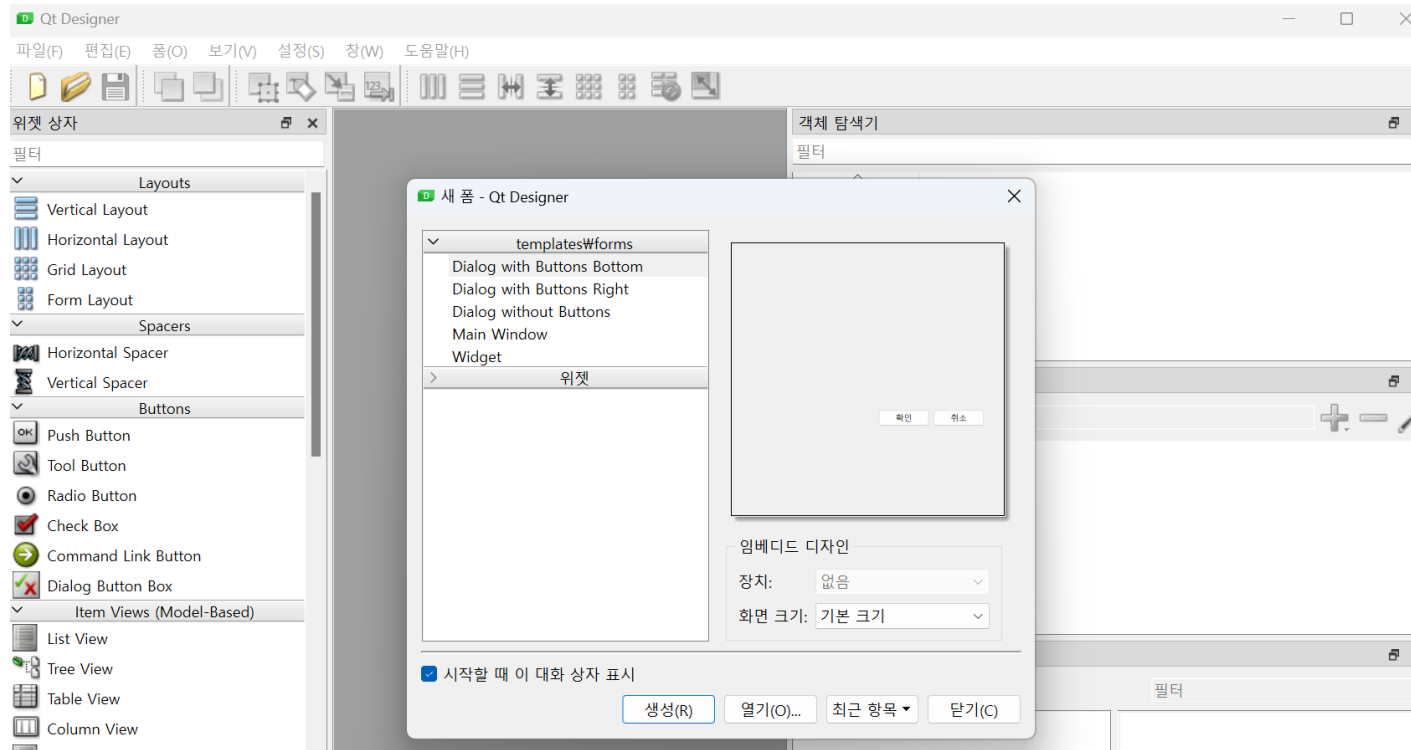 Qt Designer
파일(F) 편집(E) 폼(O) 보기(V) 설정(S) 창(W) 도움말(H)
123
위젯 상자
필터
Layouts
Vertical Layout
Horizontal Layout
Grid Layout
Form Layout
Spacers
Horizontal Spacer
Vertical Spacer
Buttons
OK Push Button
Tool Button
Radio Button
Check Box
Command Link Button
Dialog Button Box
Item Views (Model-Based)
List View
Tree View
Table View
Column View
객체 탐색기
필터
새 폼 - Qt Designer
templates₩forms
Dialog with Buttons Bottom
Dialog with Buttons Right
Dialog without Buttons
Main Window
Widget
위젯
확인 취소
임베디드 디자인
장치: 없음
화면 크기: 기본 크기
시작할 때 이 대화 상자 표시
생성(R) 열기(O)... 최근 항목 닫기(C)
필터